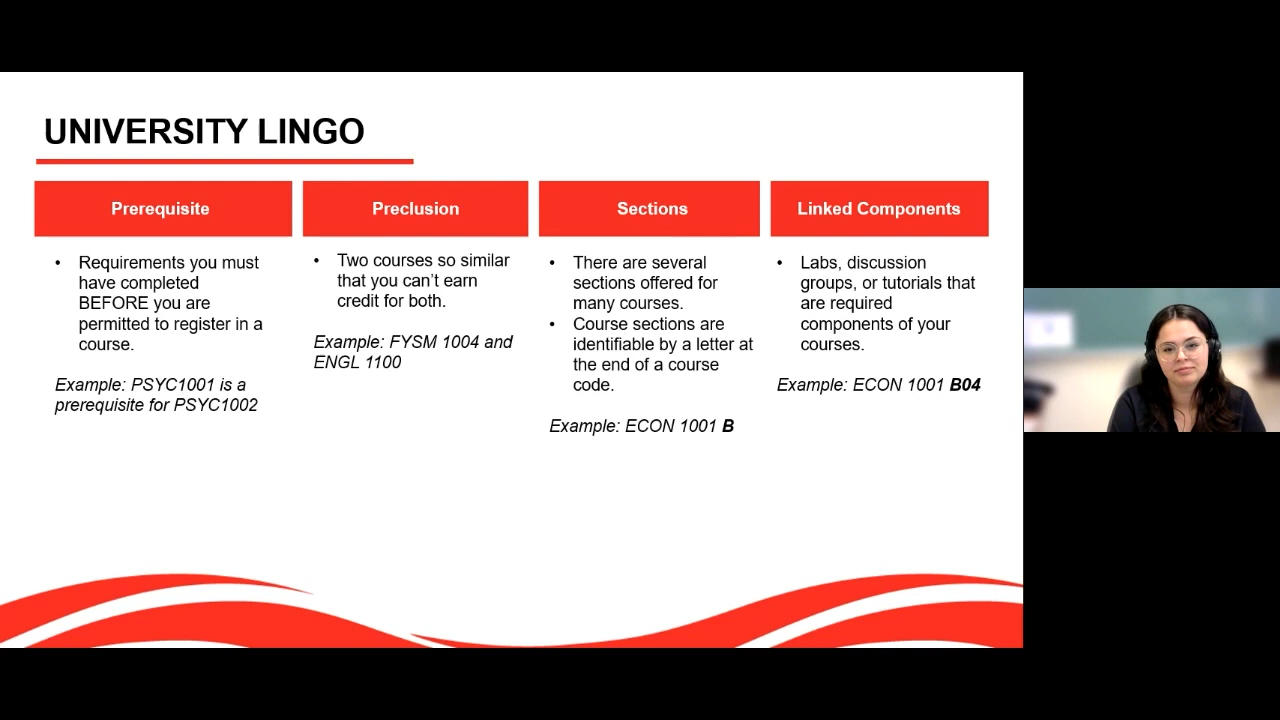 UNIVERSITY LINGO
Prerequisite
• Requirements you must
have completed
BEFORE you are
permitted to register in a
course.
Example: PSYC1001 is a
prerequisite for PSYC1002
Preclusion
• Two courses so similar
that you can’t earn
credit for both.
Example: FYSM 1004 and
ENGL 1100
Sections
• There are several
sections offered for
many courses.
• Course sections are
identifiable by a letter at
the end of a course
code.
Example: ECON 1001 B
Linked Components
• Labs, discussion
groups, or tutorials that
are required
components of your
courses.
Example: ECON 1001 B04